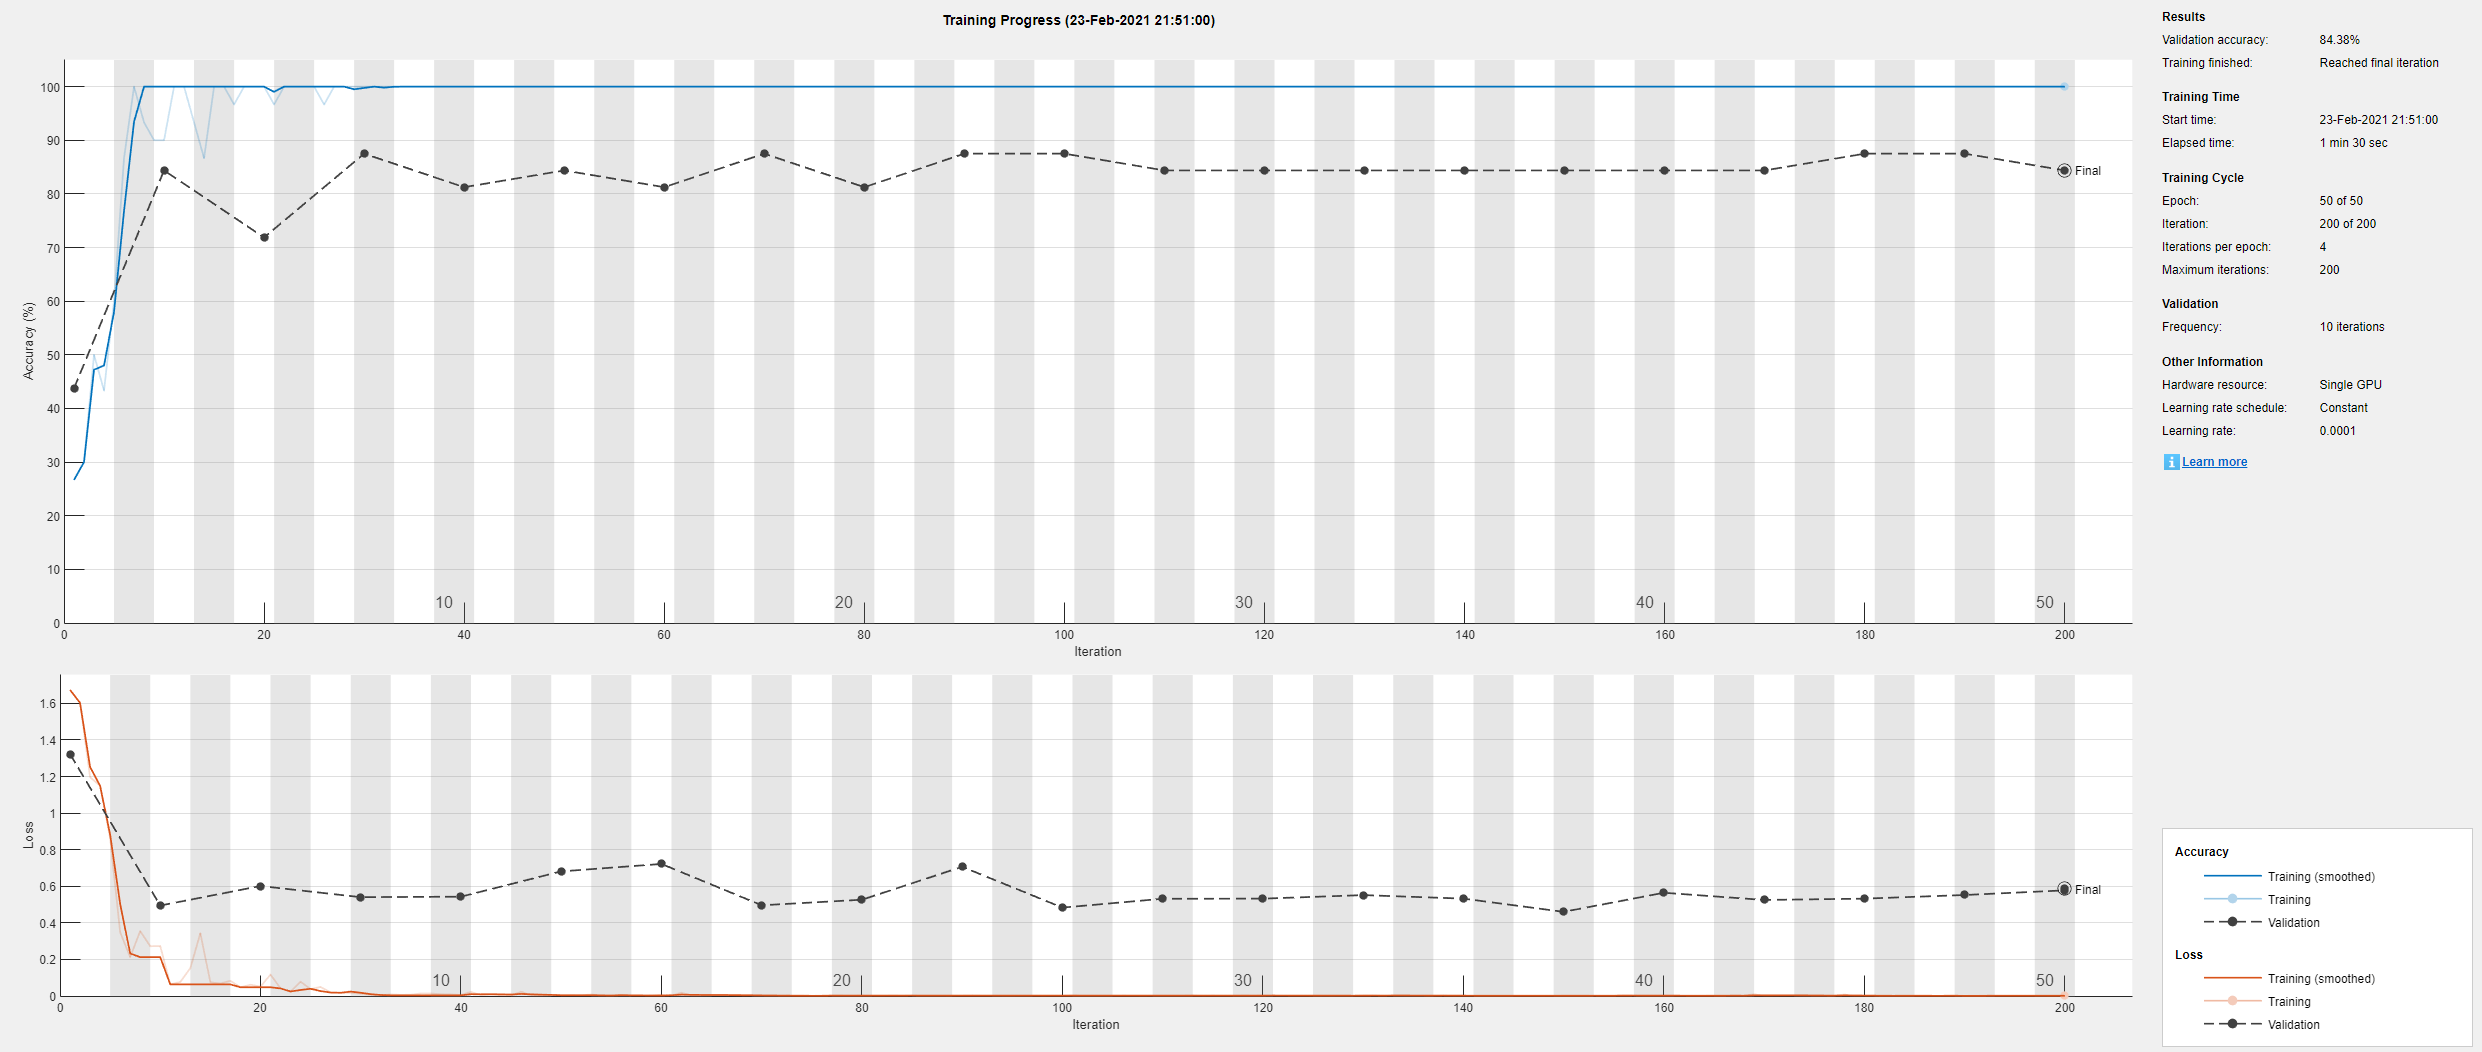 Training Progress (23-Feb-2021 21:51:00)
100
90
80
70
60
50
40
30
20
10
0
Accuracy (%)
Final
10 20 30 40 50
0 20 40 60 80 100 120 140 160 180 200
Iteration
1.6
1.4
1.2
1
0.8
0.6
0.4
0.2
0
Loss
Final
10 20 30 40 50
0 20 40 60 80 100 120 140 160 180 200
Iteration
Results
Validation accuracy: 84.38%
Training finished: Reached final iteration
Training Time
Start time: 23-Feb-2021 21:51:00
Elapsed time: 1 min 30 sec
Training Cycle
Epoch: 50 of 50
Iteration: 200 of 200
Iterations per epoch: 4
Maximum iterations: 200
Validation
Frequency: 10 iterations
Other Information
Hardware resource: Single GPU
Learning rate schedule: Constant
Learning rate: 0.0001
i Learn more
Accuracy
Training (smoothed)
Training
Validation
Loss
Training (smoothed)
Training
Validation